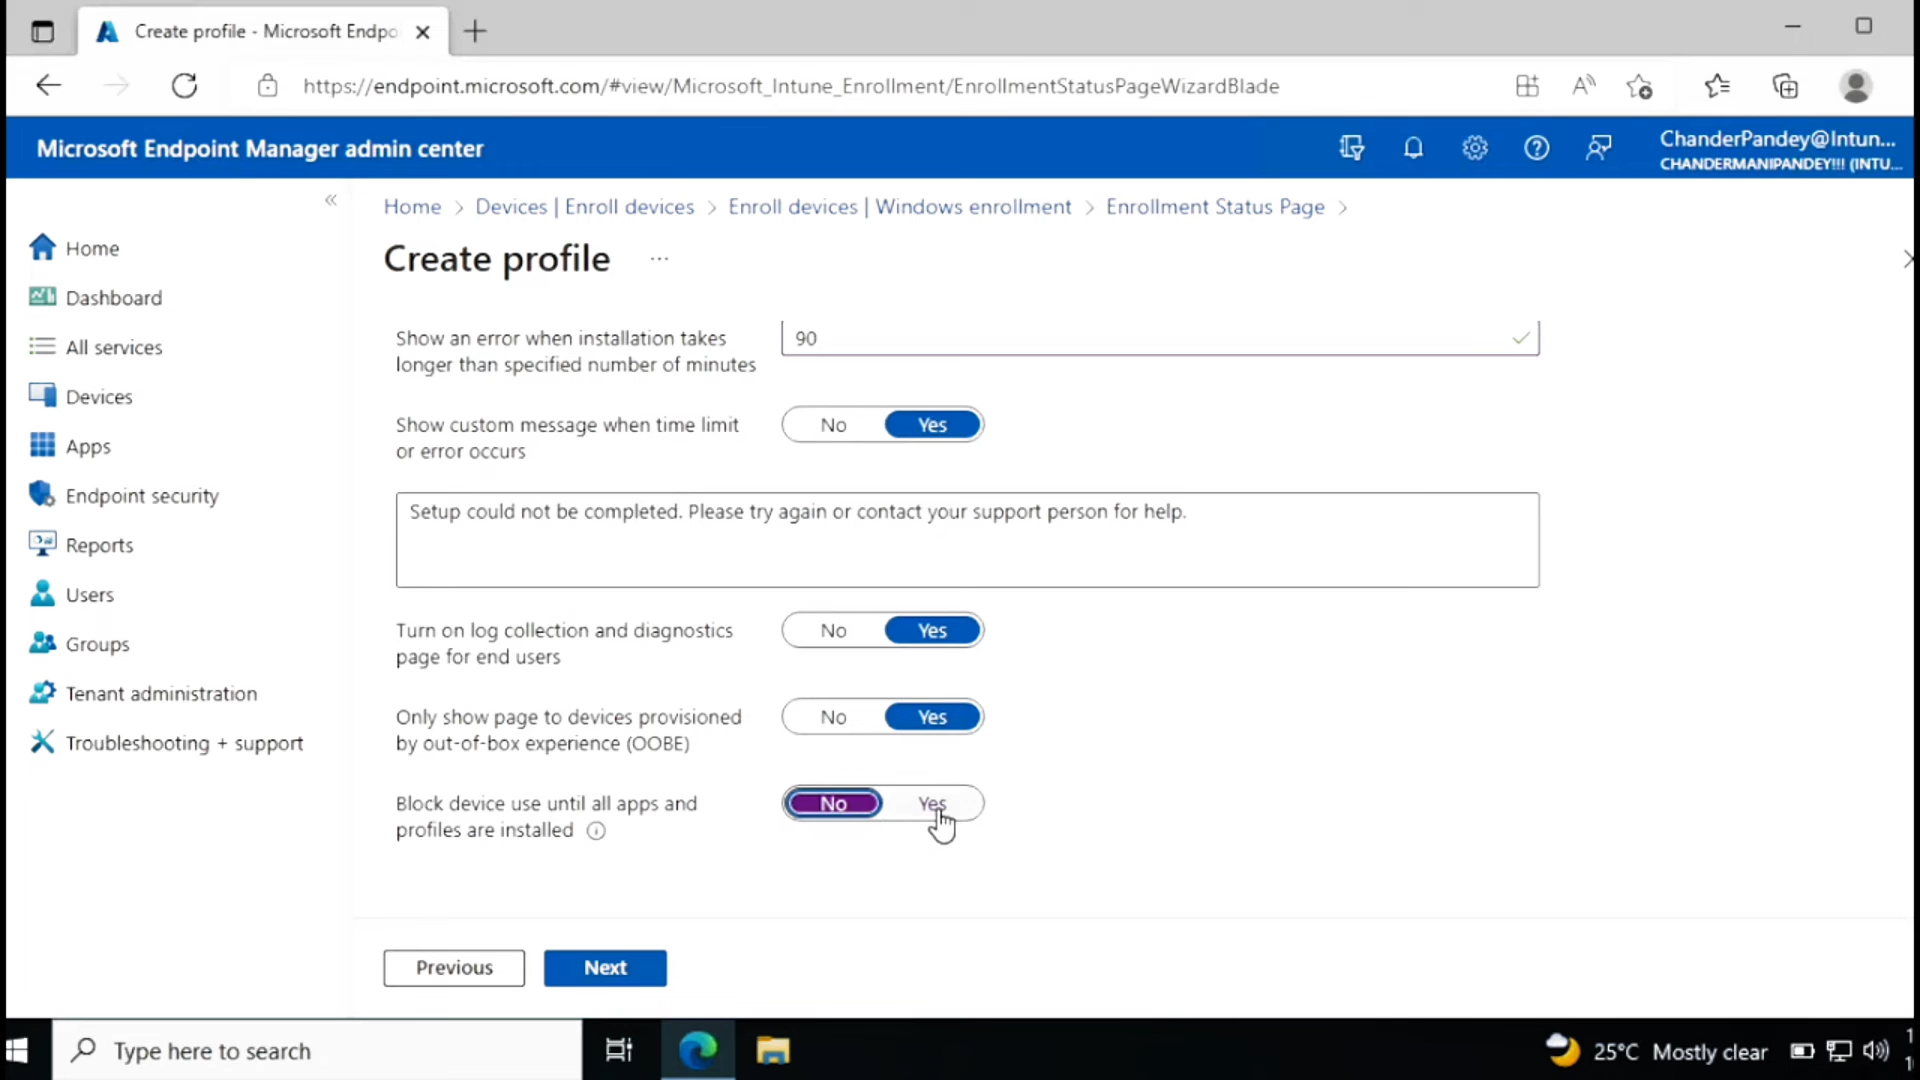 Create profile - Microsoft Endpo
https://endpoint.microsoft.com/#view/Microsoft_Intune_Enrollment/EnrollmentStatusPageWizardBlade
Microsoft Endpoint Manager admin center
ChanderPandey@Intun...
CHANDERMANIPANDEY!!! (INTU...
«
Home > Devices | Enroll devices > Enroll devices | Windows enrollment > Enrollment Status Page >
Create profile ...
Home
Dashboard
All services
Devices
Apps
Endpoint security
Reports
Users
Groups
Tenant administration
Troubleshooting + support
Show an error when installation takes
longer than specified number of minutes
90
Show custom message when time limit
or error occurs
No Yes
Setup could not be completed. Please try again or contact your support person for help.
Turn on log collection and diagnostics
page for end users
No Yes
Only show page to devices provisioned
by out-of-box experience (OOBE)
No Yes
Block device use until all apps and
profiles are installed
No Yes
Previous Next
Type here to search
25°C Mostly clear